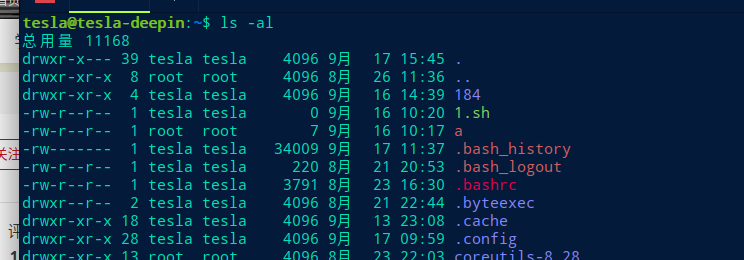 tesla@tesla-deepin:~$ ls -al
总用量 11168
drwxr-x--- 39 tesla tesla 4096 9月 17 15:45 .
drwxr-xr-x 8 root root 4096 8月 26 11:36 ..
drwxr-xr-x 4 tesla tesla 4096 9月 16 14:39 184
-rw-r--r-- 1 tesla tesla 0 9月 16 10:20 1.sh
-rw-r--r-- 1 root root 7 9月 16 10:17 a
-rw------- 1 tesla tesla 34009 9月 17 11:37 .bash_history
-rw-r--r-- 1 tesla tesla 220 8月 21 20:53 .bash_logout
-rw-r--r-- 1 tesla tesla 3791 8月 23 16:30 .bashrc
drwx--r-- 2 tesla tesla 4096 8月 21 22:44 .byteexec
drwxr-xr-x 18 tesla tesla 4096 9月 13 23:08 .cache
drwxr-xr-x 28 tesla tesla 4096 9月 17 09:59 .config
drwxr-xr-x 13 root root 4096 8月 23 22:03 coreutils-8.28
关注
评